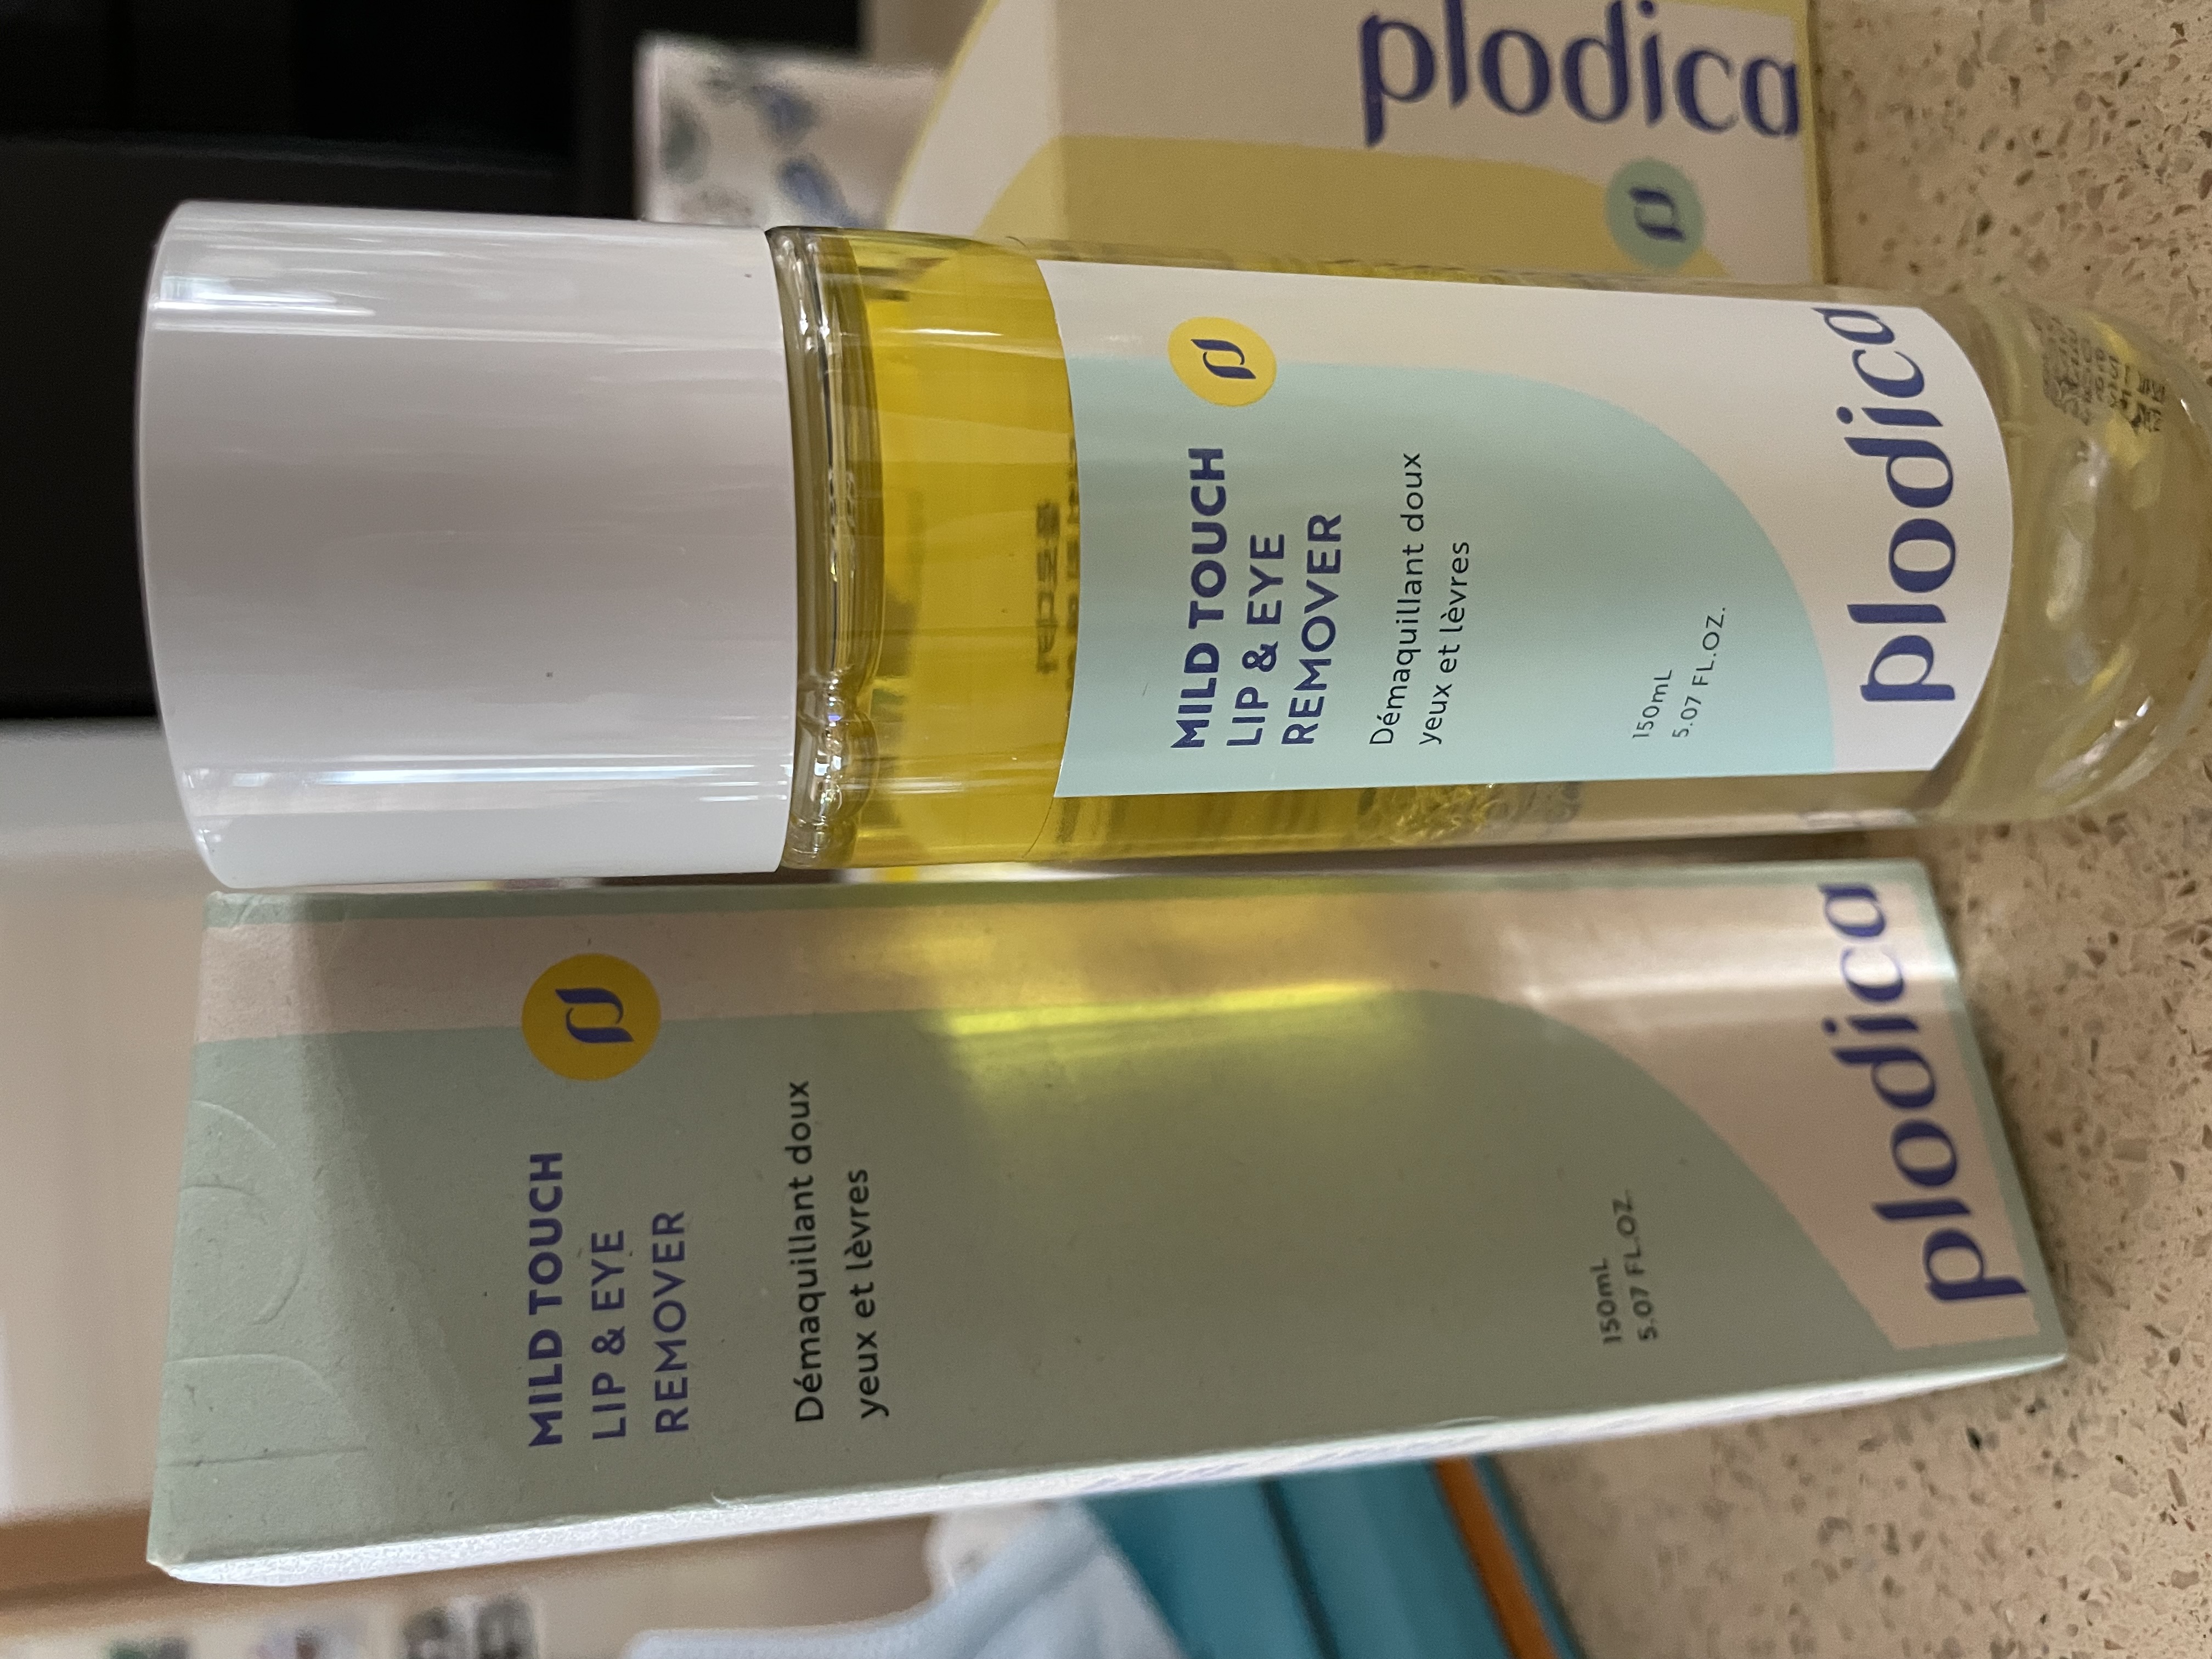 MILD TOUCH
LIP & EYE
REMOVER
Démaquillant doux
yeux et lèvres
150mL
5.07 FL.OZ.
plodica
MILD TOUCH
LIP & EYE
REMOVER
Démaquillant doux
yeux et lèvres
150mL
5.07 FL.OZ.
plodica
plodica